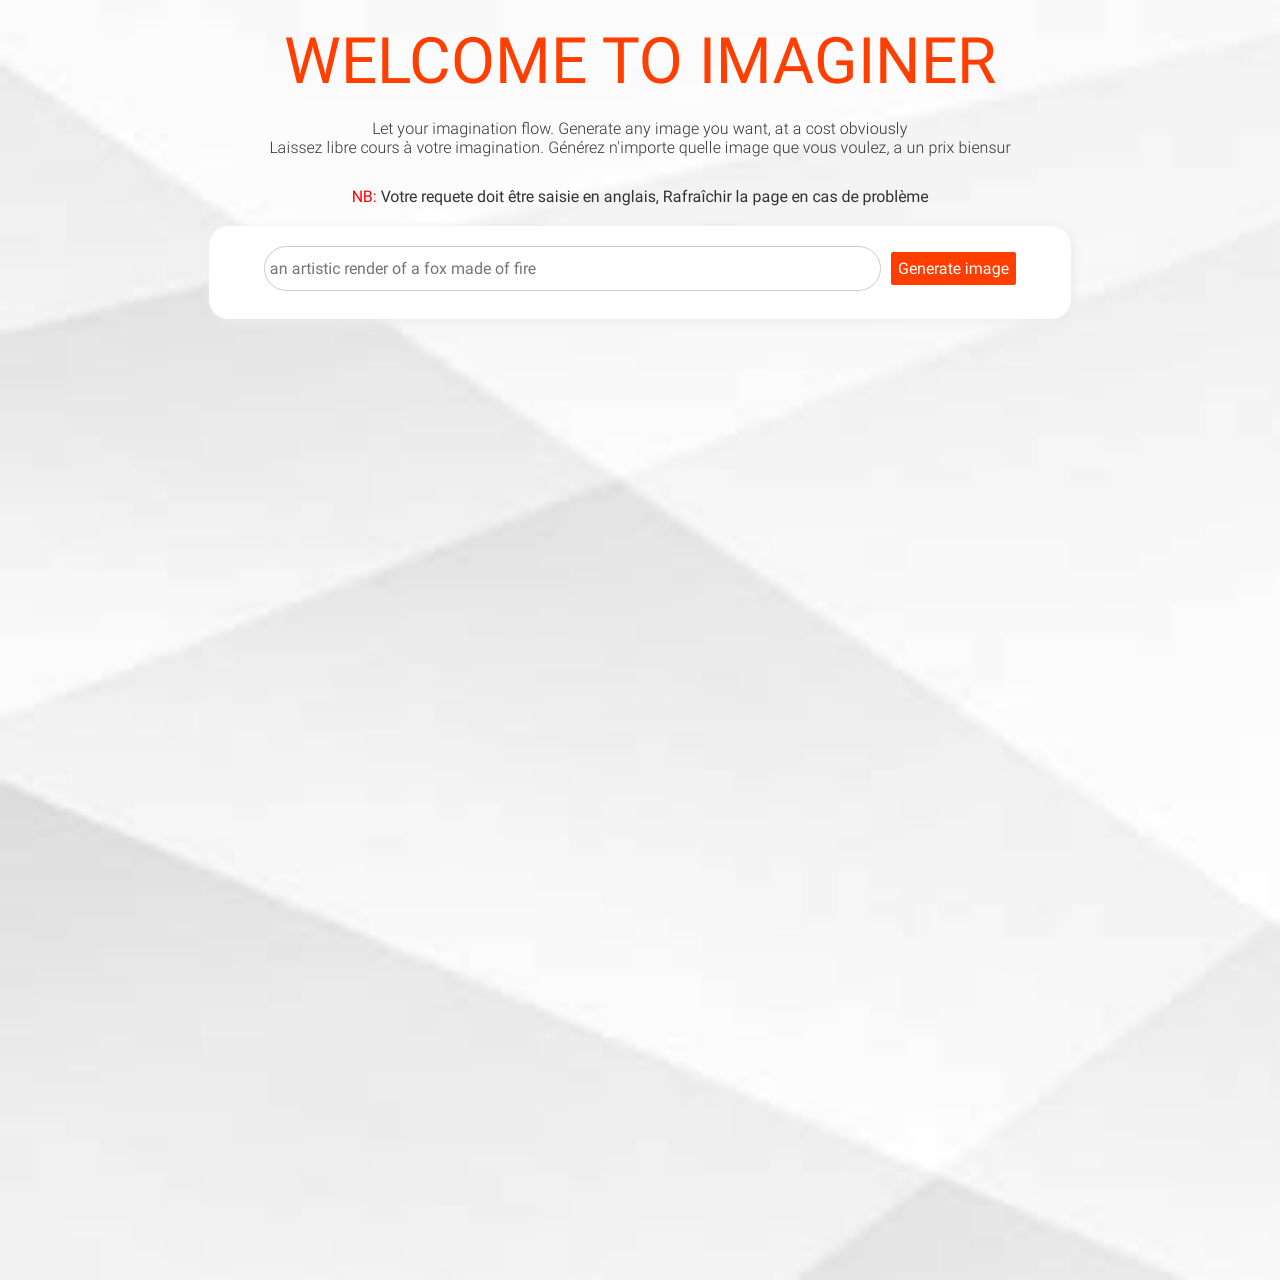 WELCOME TO IMAGINER
Let your imagination flow. Generate any image you want, at a cost obviously
Laissez libre cours à votre imagination. Générez n'importe quelle image que vous voulez, a un prix biensur
NB: Votre requete doit être saisie en anglais, Rafraîchir la page en cas de problème
an artistic render of a fox made of fire
Generate image